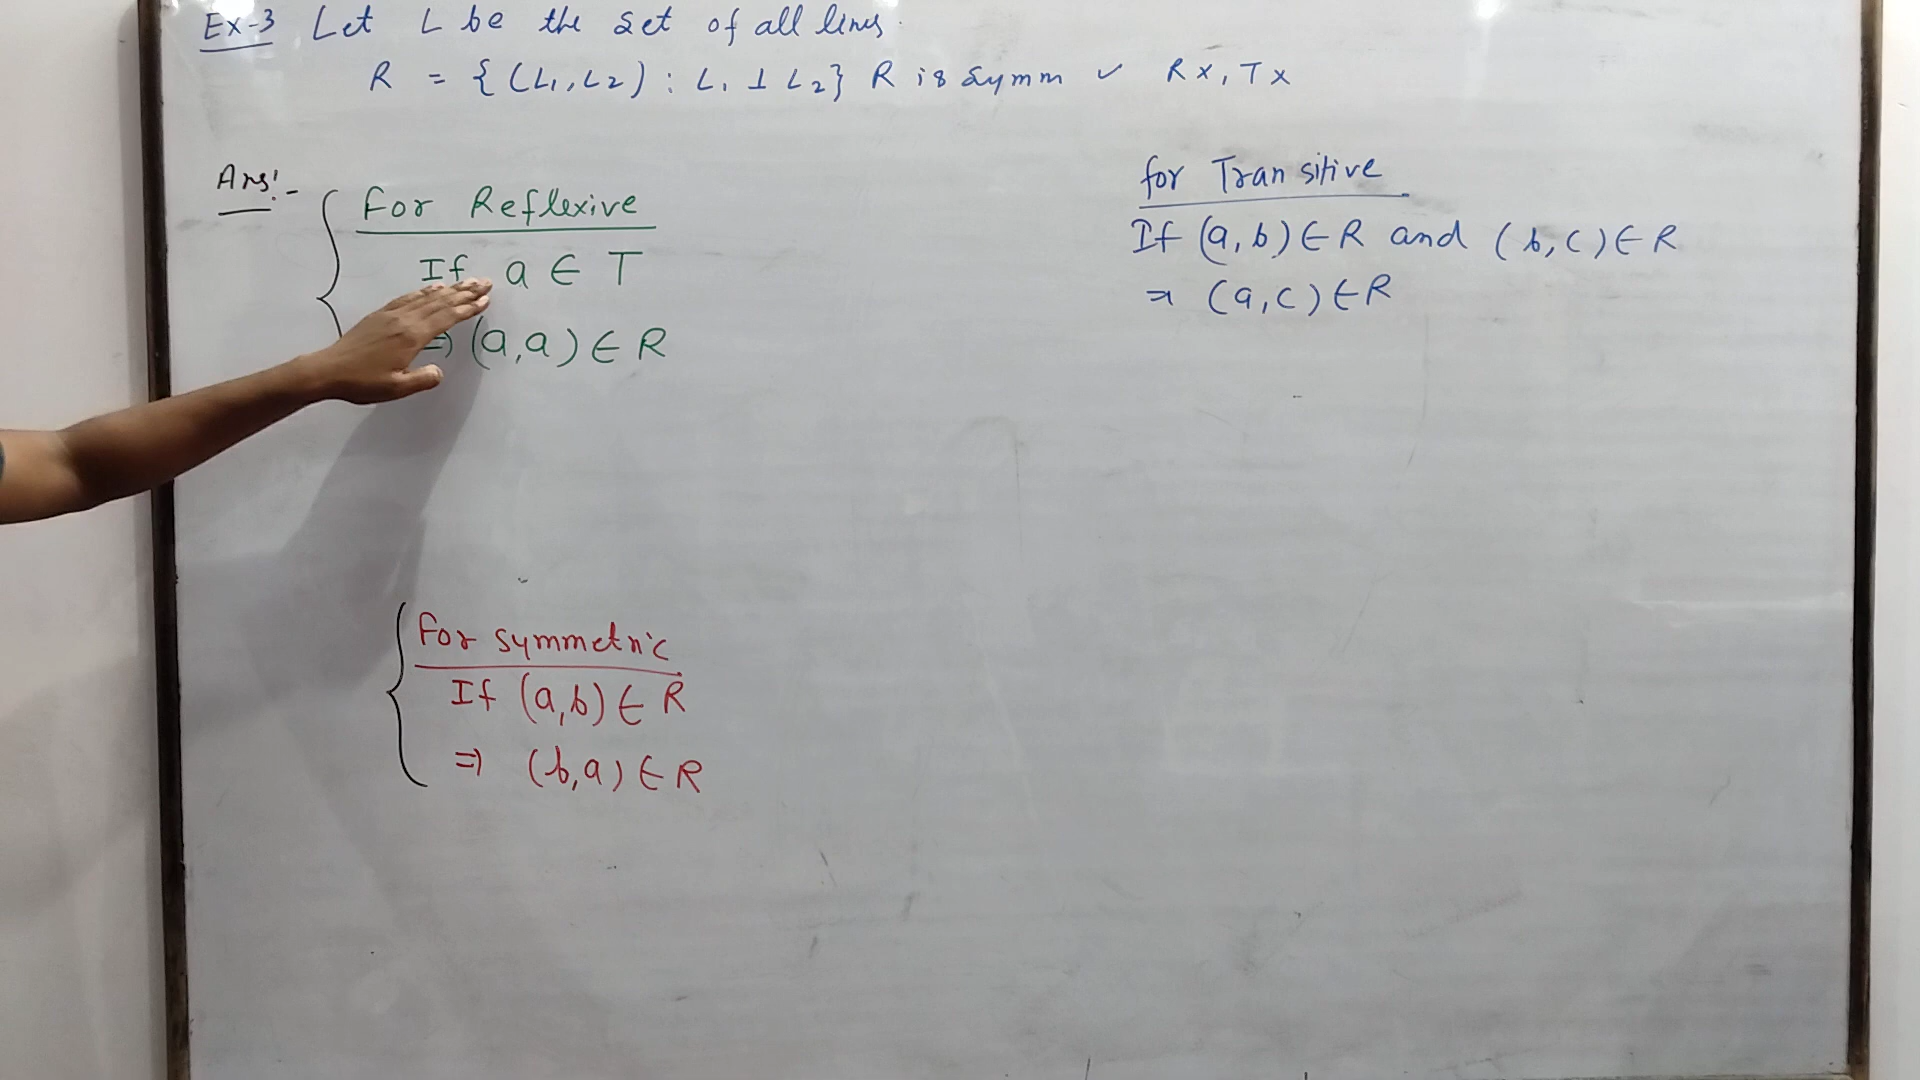 Ex-3 Let L be the set of all lines.
R = {(L₁,L₂) : L₁ ⊥ L₂} R is symm ✓ R×, T×
Ans:-
For Reflexive
If a ∈ T
⇒ (a,a) ∈ R
For symmetric
If (a,b) ∈ R
⇒ (b,a) ∈ R
for Transitive
If (a,b) ∈ R and (b,c) ∈ R
⇒ (a,c) ∈ R